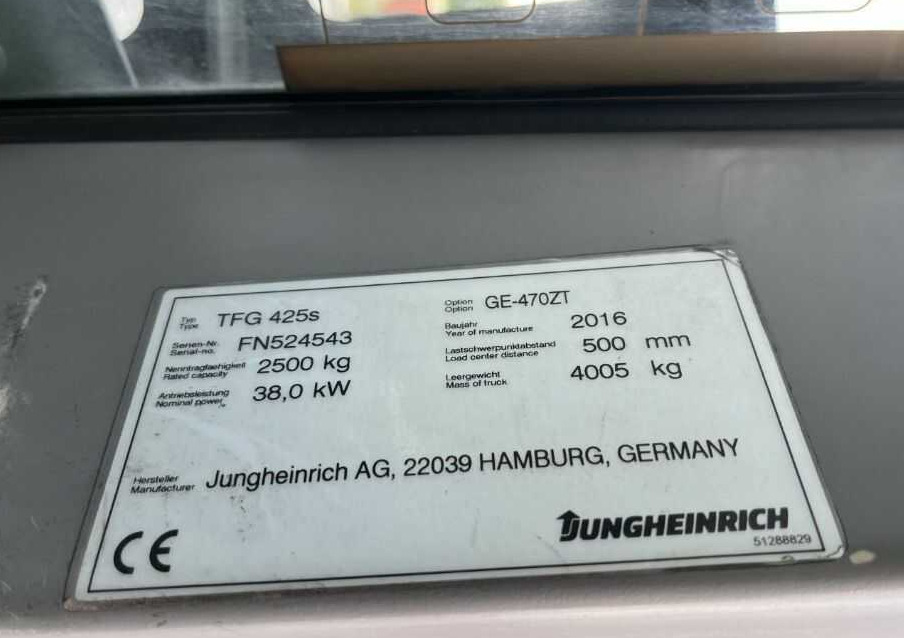 Typ TFG 425s
Type
Serien-Nr. FN524543
Serial-no.
Nenntragfaehigkeit 2500 kg
Rated capacity
Antriebsleistung 38,0 kW
Nominal power
Option GE-470ZT
Option
Baujahr 2016
Year of manufacture
Lastschwerpunktabstand 500 mm
Load center distance
Leergewicht 4005 kg
Mass of truck
Hersteller Jungheinrich AG, 22039 HAMBURG, GERMANY
Manufacturer
CE
JUNGHEINRICH
51288829